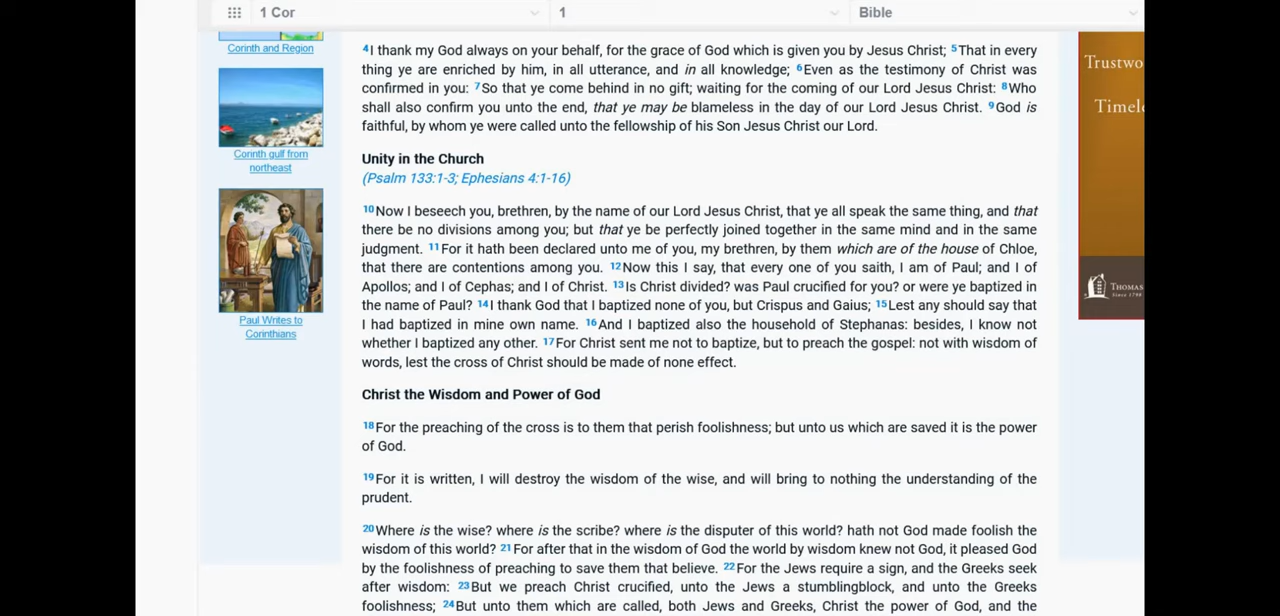 1 Cor
1
Bible
Corinth and Region
Corinth gulf from
northeast
Paul Writes to
Corinthians
4I thank my God always on your behalf, for the grace of God which is given you by Jesus Christ; 5That in every
thing ye are enriched by him, in all utterance, and in all knowledge; 6Even as the testimony of Christ was
confirmed in you: 7So that ye come behind in no gift; waiting for the coming of our Lord Jesus Christ: 8Who
shall also confirm you unto the end, that ye may be blameless in the day of our Lord Jesus Christ. 9God is
faithful, by whom ye were called unto the fellowship of his Son Jesus Christ our Lord.
Unity in the Church
(Psalm 133:1-3; Ephesians 4:1-16)
10Now I beseech you, brethren, by the name of our Lord Jesus Christ, that ye all speak the same thing, and that
there be no divisions among you; but that ye be perfectly joined together in the same mind and in the same
judgment. 11For it hath been declared unto me of you, my brethren, by them which are of the house of Chloe,
that there are contentions among you. 12Now this I say, that every one of you saith, I am of Paul; and I of
Apollos; and I of Cephas; and I of Christ. 13Is Christ divided? was Paul crucified for you? or were ye baptized in
the name of Paul? 14I thank God that I baptized none of you, but Crispus and Gaius; 15Lest any should say that
I had baptized in mine own name. 16And I baptized also the household of Stephanas: besides, I know not
whether I baptized any other. 17For Christ sent me not to baptize, but to preach the gospel: not with wisdom of
words, lest the cross of Christ should be made of none effect.
Christ the Wisdom and Power of God
18For the preaching of the cross is to them that perish foolishness; but unto us which are saved it is the power
of God.
19For it is written, I will destroy the wisdom of the wise, and will bring to nothing the understanding of the
prudent.
20Where is the wise? where is the scribe? where is the disputer of this world? hath not God made foolish the
wisdom of this world? 21For after that in the wisdom of God the world by wisdom knew not God, it pleased God
by the foolishness of preaching to save them that believe. 22For the Jews require a sign, and the Greeks seek
after wisdom: 23But we preach Christ crucified, unto the Jews a stumblingblock, and unto the Greeks
foolishness; 24But unto them which are called, both Jews and Greeks, Christ the power of God, and the
Trustwo
Timel
THOMAS
Since 1798